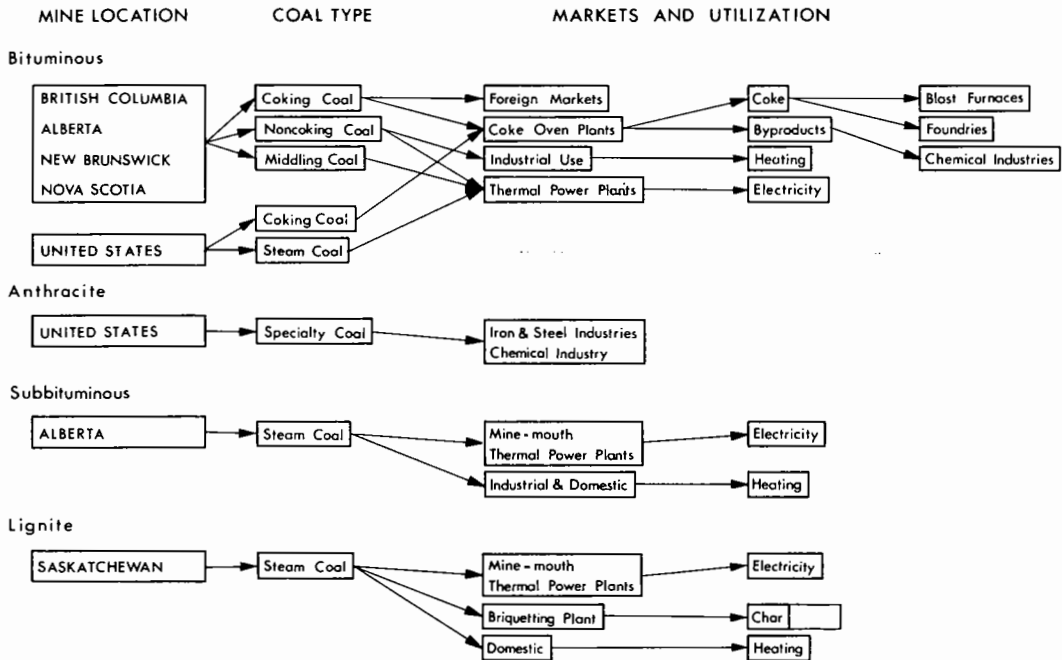 MINE LOCATION COAL TYPE MARKETS AND UTILIZATION
Bituminous
BRITISH COLUMBIA
ALBERTA
NEW BRUNSWICK
NOVA SCOTIA
UNITED STATES
Coking Coal
Noncoking Coal
Middling Coal
Coking Coal
Steam Coal
Foreign Markets
Coke Oven Plants
Industrial Use
Thermal Power Plants
Coke
Byproducts
Heating
Electricity
Blast Furnaces
Foundries
Chemical Industries
Anthracite
UNITED STATES
Specialty Coal
Iron & Steel Industries
Chemical Industry
Subbituminous
ALBERTA
Steam Coal
Mine-mouth
Thermal Power Plants
Industrial & Domestic
Electricity
Heating
Lignite
SASKATCHEWAN
Steam Coal
Mine-mouth
Thermal Power Plants
Briquetting Plant
Domestic
Electricity
Char
Heating